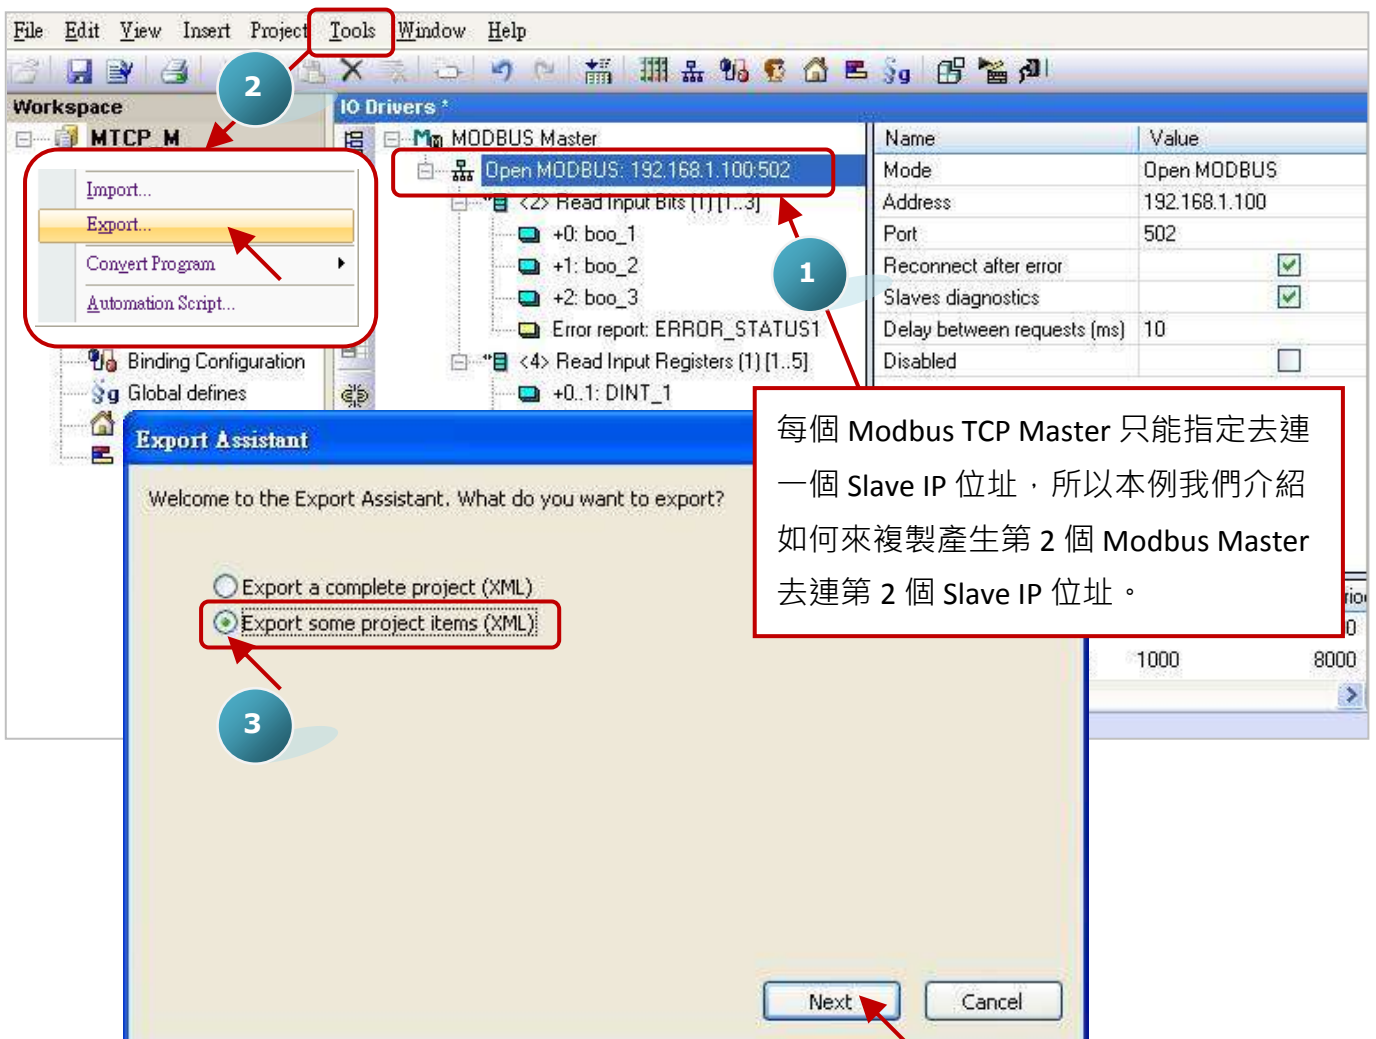 File Edit View Insert Project Tools Window Help
2
Workspace
IO Drivers *
MTCP_M
MODBUS Master
Open MODBUS: 192.168.1.100:502
<2> Read Input Bits (1) [1..3]
+0: boo_1
+1: boo_2
+2: boo_3
Error report: ERROR_STATUS1
<4> Read Input Registers (1) [1..5]
+0..1: DINT_1
Name Value
Mode Open MODBUS
Address 192.168.1.100
Port 502
Reconnect after error
Slaves diagnostics
Delay between requests (ms) 10
Disabled
Import...
Export...
Convert Program
Automation Script...
1
Binding Configuration
Global defines
每個 Modbus TCP Master 只能指定去連
一個 Slave IP 位址，所以本例我們介紹
如何來複製產生第 2 個 Modbus Master
去連第 2 個 Slave IP 位址。
Export Assistant
Welcome to the Export Assistant. What do you want to export?
Export a complete project (XML)
Export some project items (XML)
3
1000 8000
Next Cancel